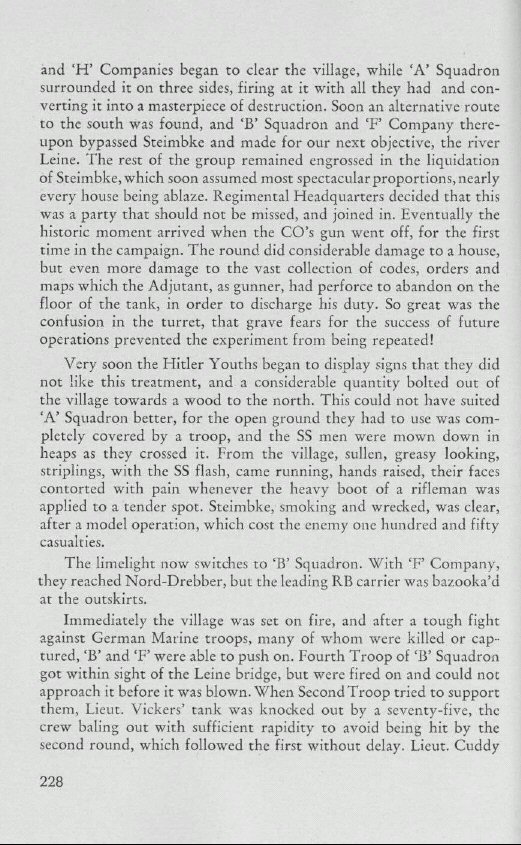 and ‘H’ Companies began to clear the village, while ‘A’ Squadron
surrounded it on three sides, firing at it with all they had and con-
verting it into a masterpiece of destruction. Soon an alternative route
to the south was found, and ‘B’ Squadron and ‘F’ Company there-
upon bypassed Steimbke and made for our next objective, the river
Leine. The rest of the group remained engrossed in the liquidation
of Steimbke, which soon assumed most spectacular proportions, nearly
every house being ablaze. Regimental Headquarters decided that this
was a party that should not be missed, and joined in. Eventually the
historic moment arrived when the CO’s gun went off, for the first
time in the campaign. The round did considerable damage to a house,
but even more damage to the vast collection of codes, orders and
maps which the Adjutant, as gunner, had perforce to abandon on the
floor of the tank, in order to discharge his duty. So great was the
confusion in the turret, that grave fears for the success of future
operations prevented the experiment from being repeated!
Very soon the Hitler Youths began to display signs that they did
not like this treatment, and a considerable quantity bolted out of
the village towards a wood to the north. This could not have suited
‘A’ Squadron better, for the open ground they had to use was com-
pletely covered by a troop, and the SS men were mown down in
heaps as they crossed it. From the village, sullen, greasy looking,
striplings, with the SS flash, came running, hands raised, their faces
contorted with pain whenever the heavy boot of a rifleman was
applied to a tender spot. Steimbke, smoking and wrecked, was clear,
after a model operation, which cost the enemy one hundred and fifty
casualties.
The limelight now switches to ‘B’ Squadron. With ‘F’ Company,
they reached Nord-Drebber, but the leading RB carrier was bazooka’d
at the outskirts.
Immediately the village was set on fire, and after a tough fight
against German Marine troops, many of whom were killed or cap-
tured, ‘B’ and ‘F’ were able to push on. Fourth Troop of ‘B’ Squadron
got within sight of the Leine bridge, but were fired on and could not
approach it before it was blown. When Second Troop tried to support
them, Lieut. Vickers’ tank was knocked out by a seventy-five, the
crew baling out with sufficient rapidity to avoid being hit by the
second round, which followed the first without delay. Lieut. Cuddy
228